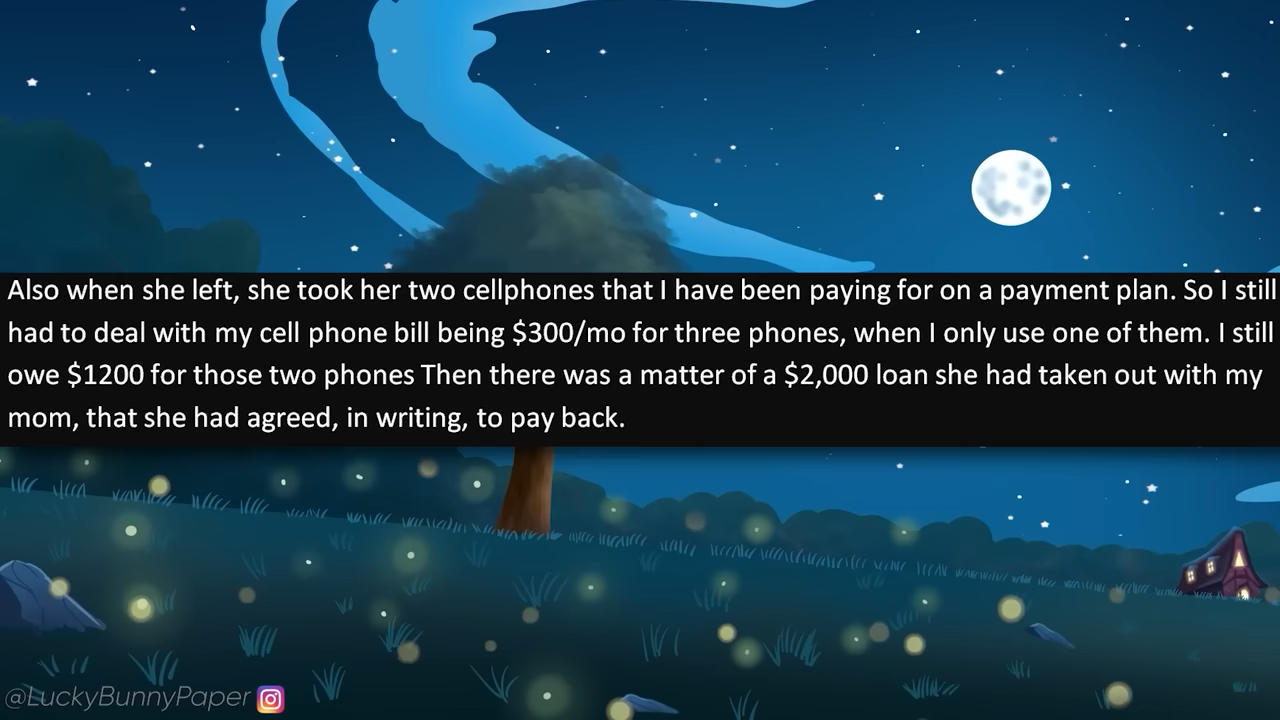 Also when she left, she took her two cellphones that I have been paying for on a payment plan. So I still
had to deal with my cell phone bill being $300/mo for three phones, when I only use one of them. I still
owe $1200 for those two phones Then there was a matter of a $2,000 loan she had taken out with my
mom, that she had agreed, in writing, to pay back.
@LuckyBunnyPaper